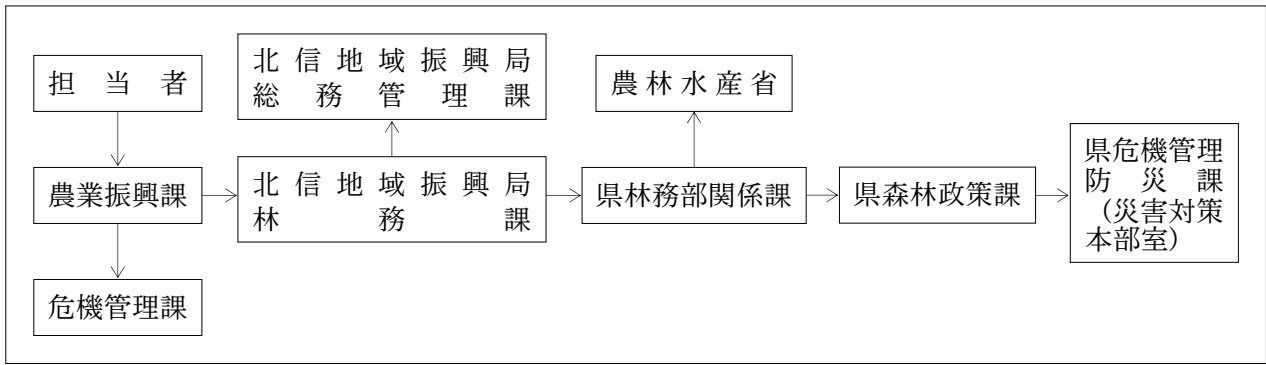 担当者
北信地域振興局
総務管理課
農林水産省
農業振興課
北信地域振興局
林務課
県林務部関係課
県森林政策課
県危機管理
防災課
(災害対策
本部室)
危機管理課